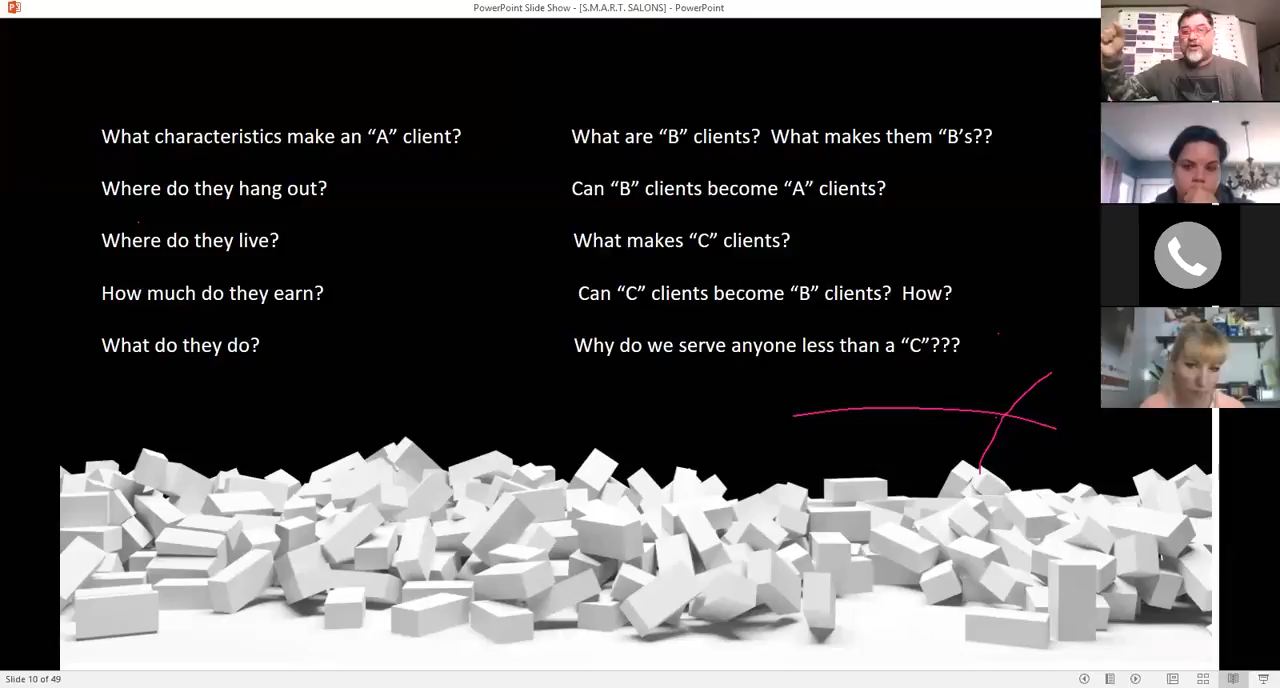 PowerPoint Slide Show - [S.M.A.R.T. SALONS] - PowerPoint
What characteristics make an “A” client?
Where do they hang out?
Where do they live?
How much do they earn?
What do they do?
What are “B” clients?  What makes them “B’s??
Can “B” clients become “A” clients?
What makes “C” clients?
Can “C” clients become “B” clients?  How?
Why do we serve anyone less than a “C”???
Slide 10 of 49